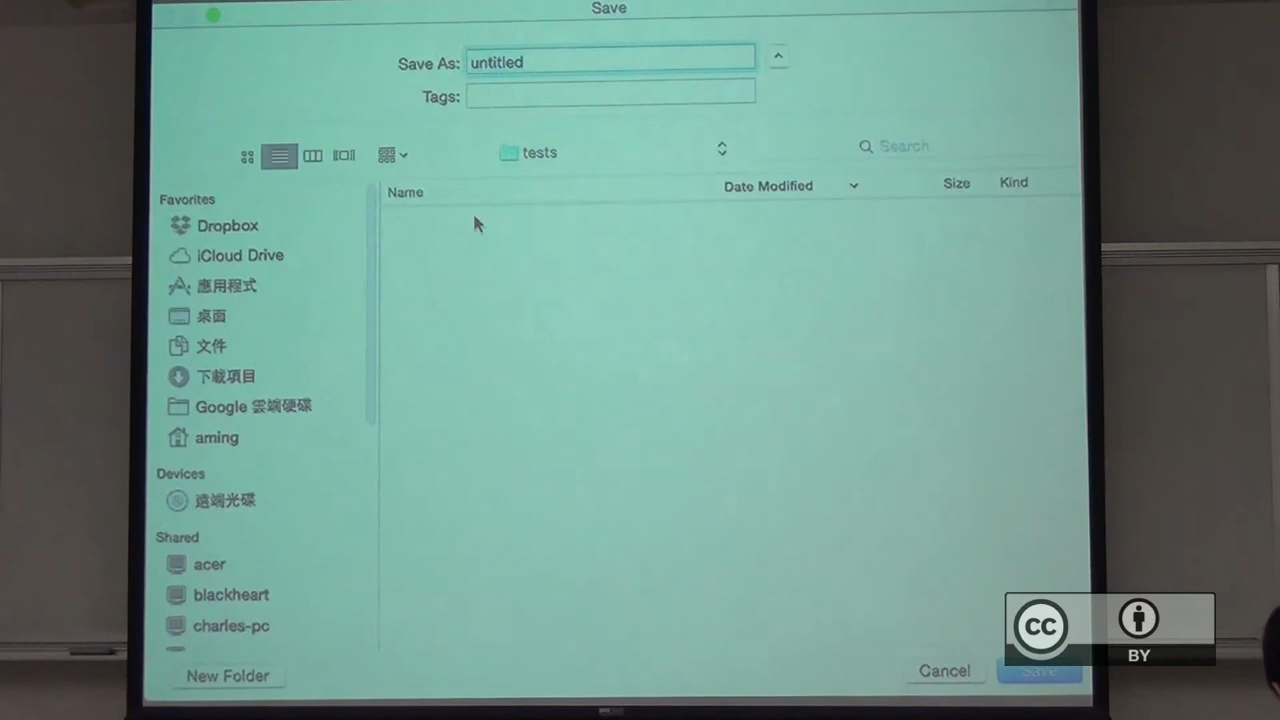 Save
Save As: untitled
Tags:
tests
Search
Name Date Modified Size Kind
Favorites
Dropbox
iCloud Drive
應用程式
桌面
文件
下載項目
Google 雲端硬碟
aming
Devices
遠端光碟
Shared
acer
blackheart
charles-pc
New Folder
Cancel
Save
CC
BY